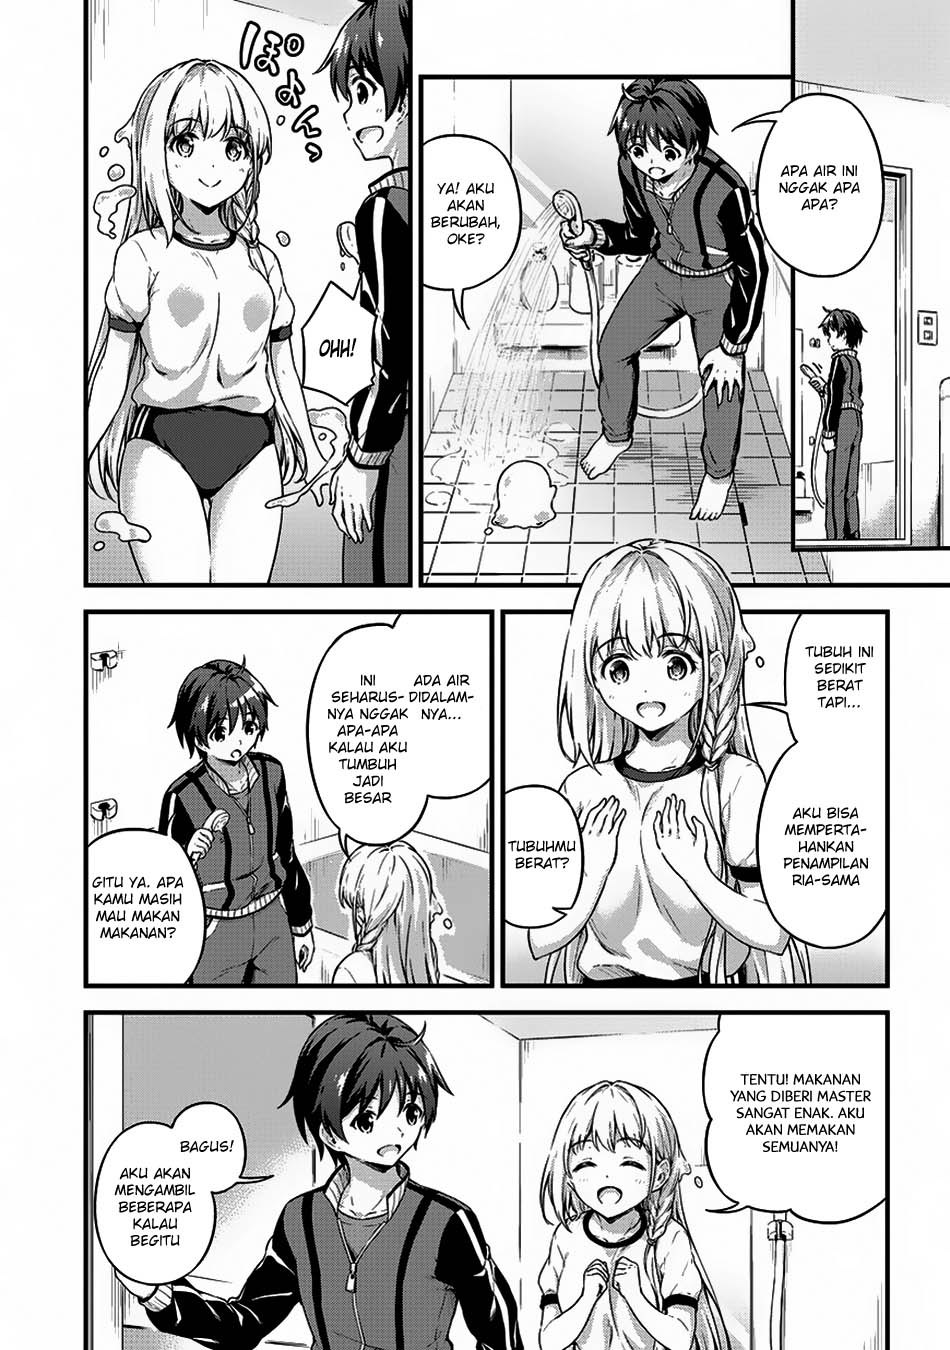 APA AIR INI
NGGAK APA
APA?
YA! AKU
AKAN
BERUBAH,
OKE?
ぽよんっ
OHH!
TUBUH INI
SEDIKIT
BERAT
TAPI...
AKU BISA
MEMPERTA-
HANKAN
PENAMPILAN
RIA-SAMA
TUBUHMU
BERAT?
ADA AIR
DIDALAM-
NYA...
INI
SEHARUS-
NYA NGGAK
APA-APA
KALAU AKU
TUMBUH
JADI
BESAR
GITU YA. APA
KAMU MASIH
MAU MAKAN
MAKANAN?
TENTU! MAKANAN
YANG DIBERI MASTER
SANGAT ENAK. AKU
AKAN MEMAKAN
SEMUANYA!
BAGUS!
AKU AKAN
MENGAMBIL
BEBERAPA
KALAU
BEGITU